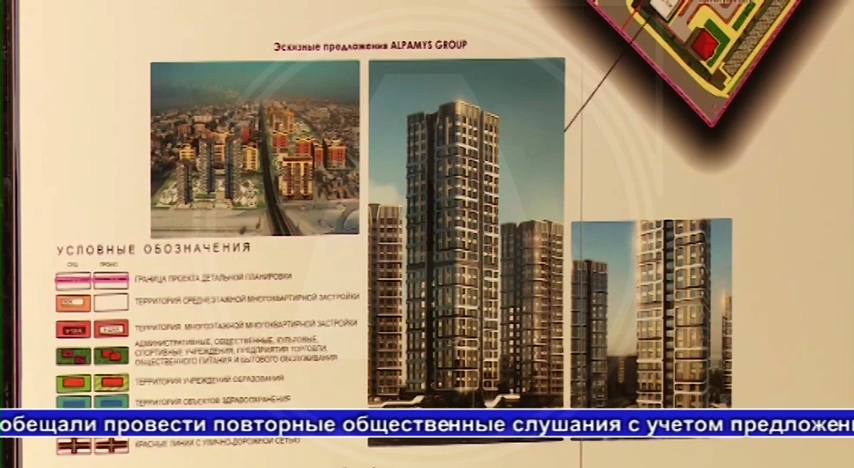 Эскизные предложения ALPAMYS GROUP
УСЛОВНЫЕ ОБОЗНАЧЕНИЯ
ГРАНИЦА ПРОЕКТА ДЕТАЛЬНОЙ ПЛАНИРОВКИ
ТЕРРИТОРИЯ СРЕДНЕЭТАЖНОЙ МНОГОКВАРТИРНОЙ ЗАСТРОЙКИ
ТЕРРИТОРИЯ МНОГОЭТАЖНОЙ МНОГОКВАРТИРНОЙ ЗАСТРОЙКИ
АДМИНИСТРАТИВНЫЕ, ОБЩЕСТВЕННЫЕ, КУЛЬТОВЫЕ,
СПОРТИВНЫЕ УЧРЕЖДЕНИЯ, ПРЕДПРИЯТИЯ ТОРГОВЛИ,
ОБЩЕСТВЕННОГО ПИТАНИЯ И БЫТОВОГО ОБСЛУЖИВАНИЯ
ТЕРРИТОРИЯ УЧРЕЖДЕНИЙ ОБРАЗОВАНИЯ
ТЕРРИТОРИЯ ОБЪЕКТОВ ЗДРАВООХРАНЕНИЯ
обещали провести повторные общественные слушания с учетом предложен
КРАСНЫЕ ЛИНИИ С УЛИЧНО-ДОРОЖНОЙ СЕТЬЮ